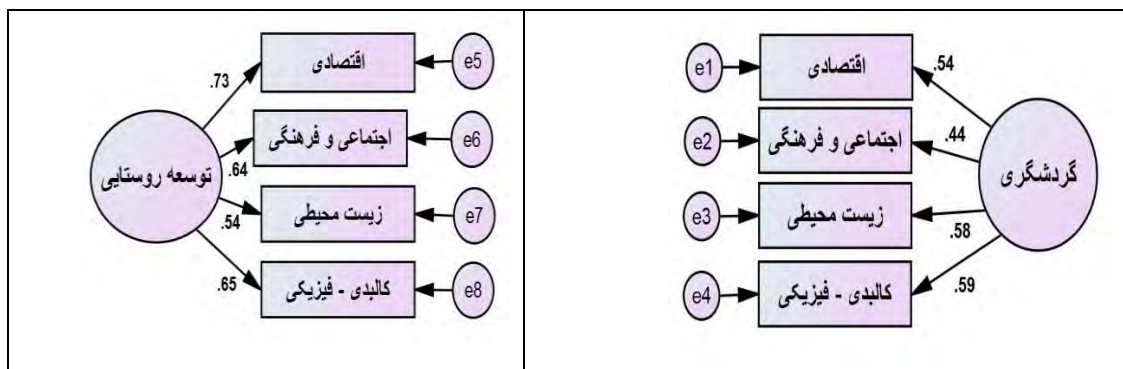 گردشگری
.54
.44
.58
.59
اقتصادی
اجتماعی و فرهنگی
زیست محیطی
کالبدی - فیزیکی
e1
e2
e3
e4
توسعه روستایی
.73
.64
.54
.65
اقتصادی
اجتماعی و فرهنگی
زیست محیطی
کالبدی - فیزیکی
e5
e6
e7
e8